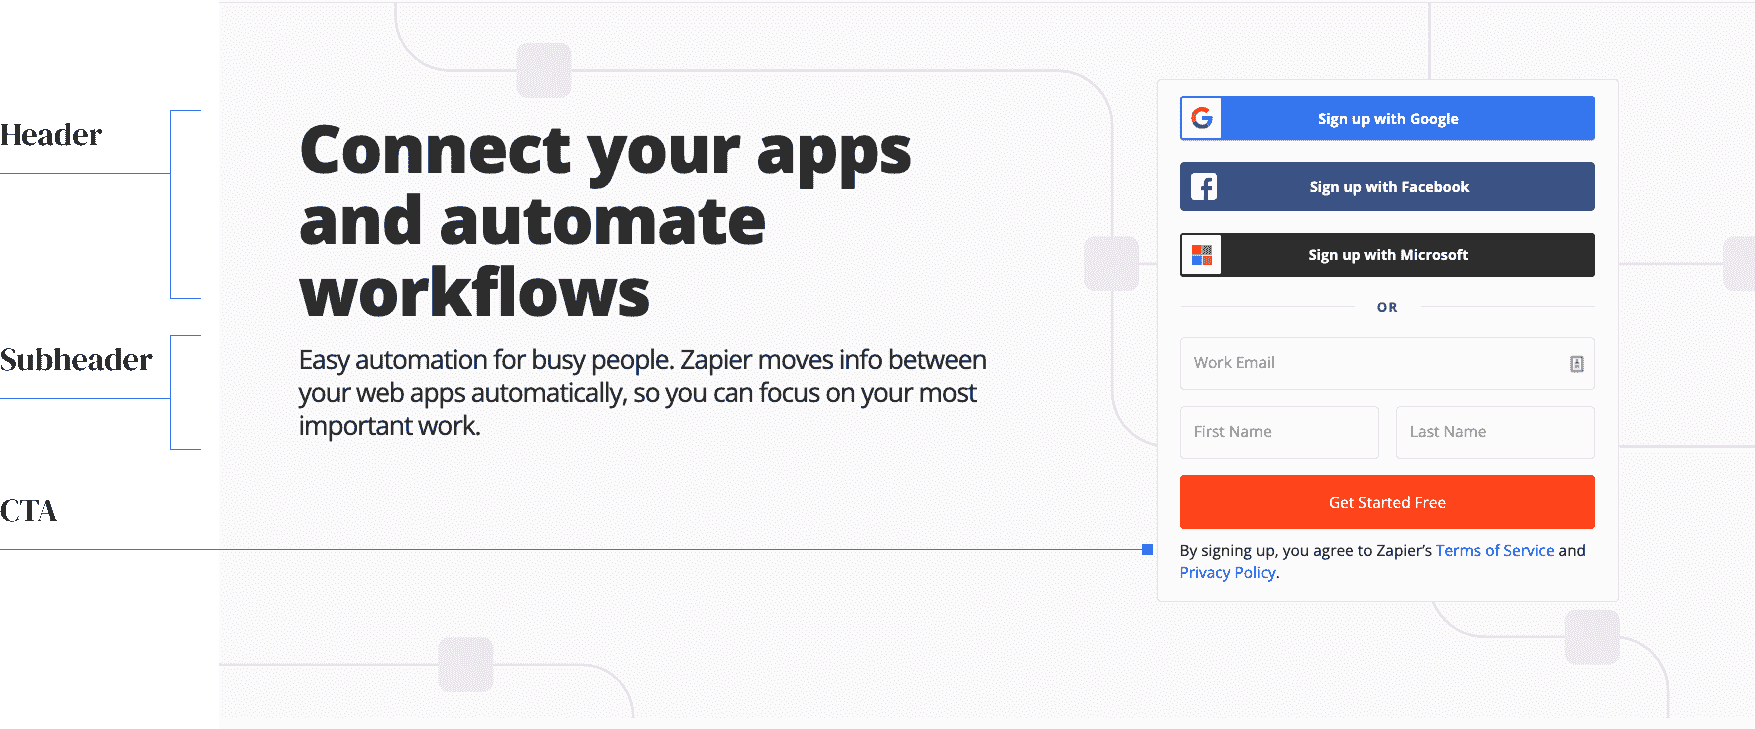 Header
Connect your apps
and automate
workflows
Subheader
Easy automation for busy people. Zapier moves info between
your web apps automatically, so you can focus on your most
important work.
CTA
Sign up with Google
Sign up with Facebook
Sign up with Microsoft
OR
Work Email
First Name
Last Name
Get Started Free
By signing up, you agree to Zapier’s Terms of Service and
Privacy Policy.